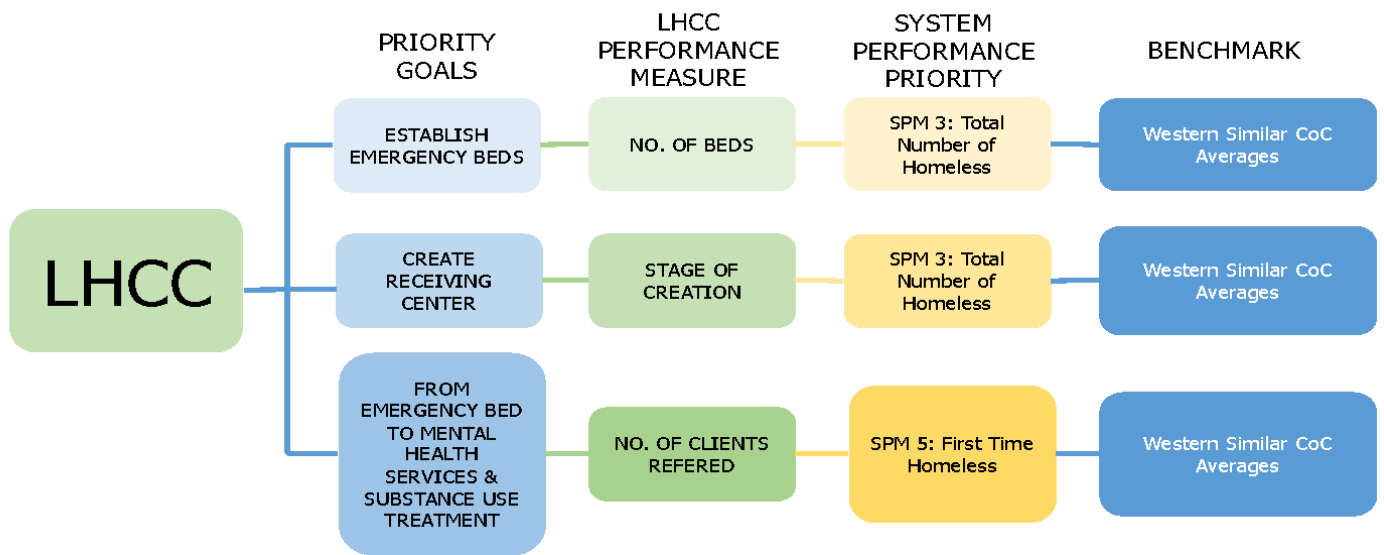 PRIORITY
GOALS
LHCC
PERFORMANCE
MEASURE
SYSTEM
PERFORMANCE
PRIORITY
BENCHMARK
LHCC
ESTABLISH
EMERGENCY BEDS
NO. OF BEDS
SPM 3: Total
Number of
Homeless
Western Similar CoC
Averages
CREATE
RECEIVING
CENTER
STAGE OF
CREATION
SPM 3: Total
Number of
Homeless
Western Similar CoC
Averages
FROM
EMERGENCY BED
TO MENTAL
HEALTH
SERVICES &
SUBSTANCE USE
TREATMENT
NO. OF CLIENTS
REFERED
SPM 5: First Time
Homeless
Western Similar CoC
Averages